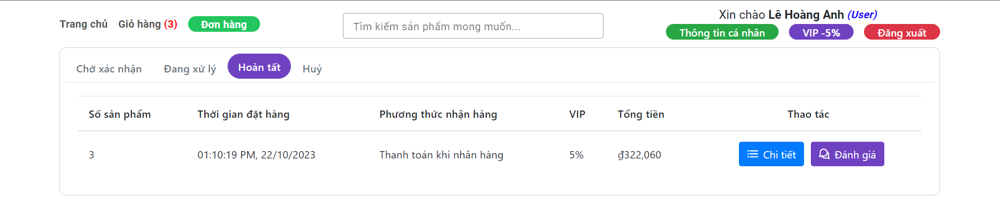 Trang chủ Giỏ hàng (3) Đơn hàng
Tìm kiếm sản phẩm mong muốn...
Xin chào Lê Hoàng Anh (User)
Thông tin cá nhân VIP -5% Đăng xuất
Chờ xác nhận Đang xử lý Hoàn tất Huỷ
Số sản phẩm Thời gian đặt hàng Phương thức nhận hàng VIP Tổng tiền Thao tác
3 01:10:19 PM, 22/10/2023 Thanh toán khi nhân hàng 5% ₫322,060 Chi tiết Đánh giá